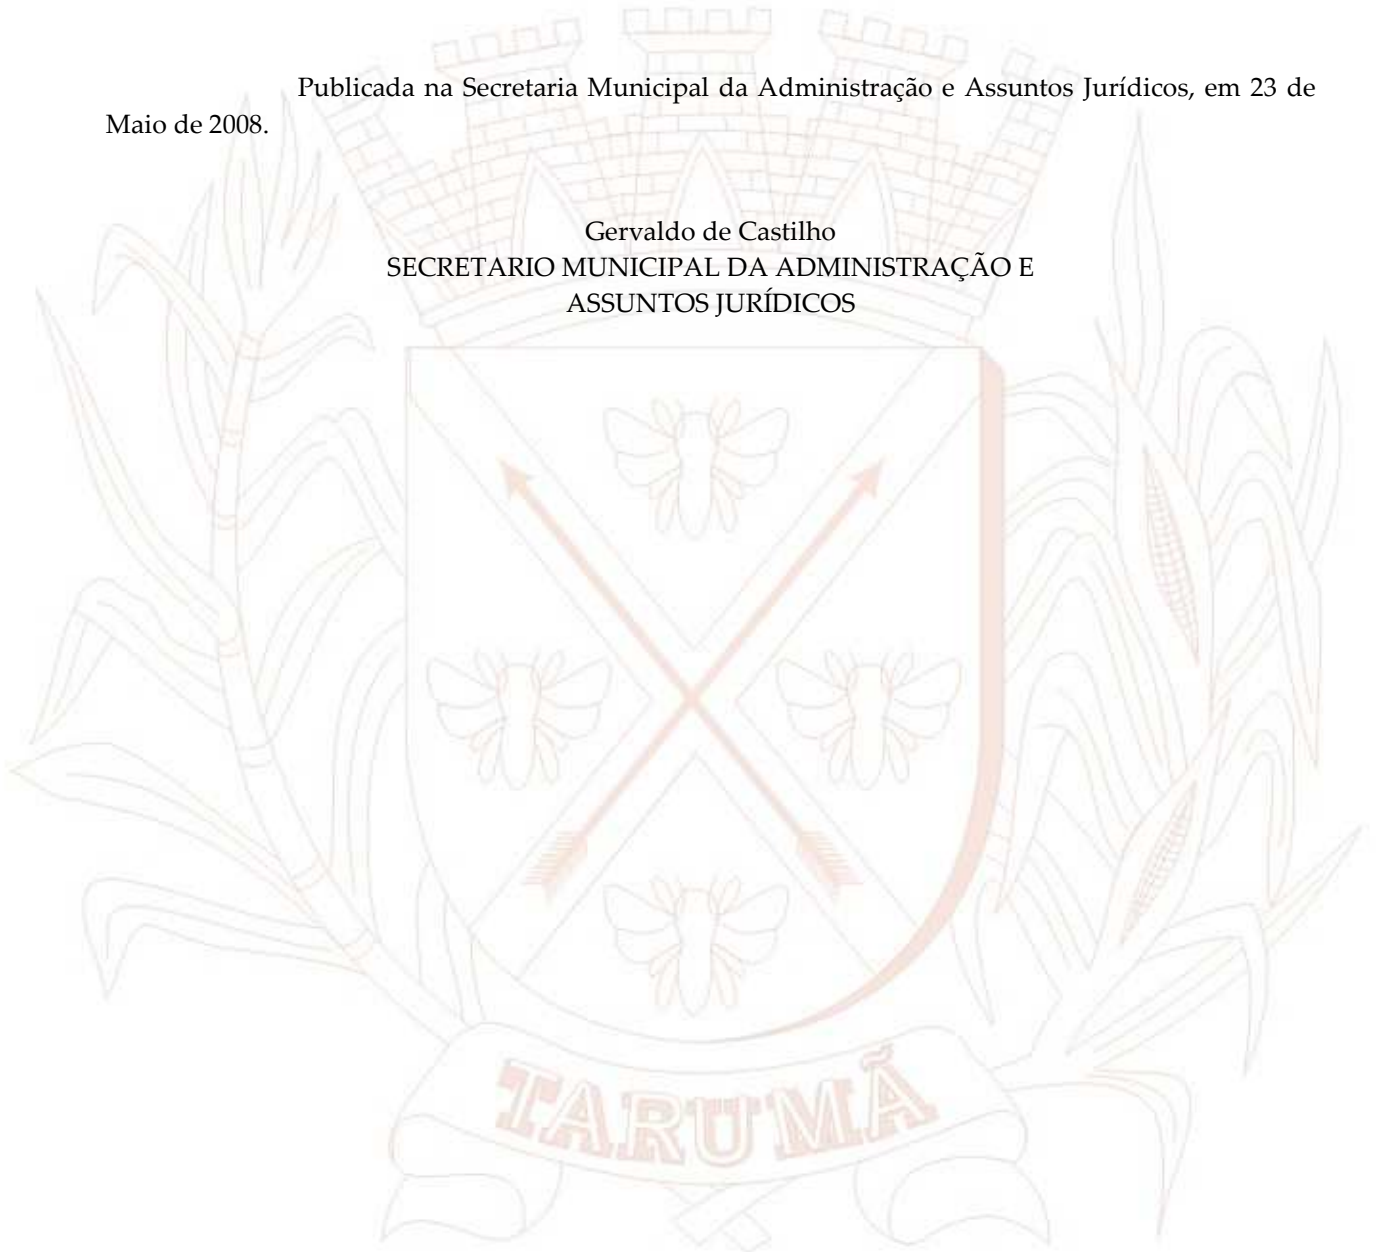 Publicada na Secretaria Municipal da Administração e Assuntos Jurídicos, em 23 de
Maio de 2008.
Gervaldo de Castilho
SECRETARIO MUNICIPAL DA ADMINISTRAÇÃO E
ASSUNTOS JURÍDICOS
TARUMÃ